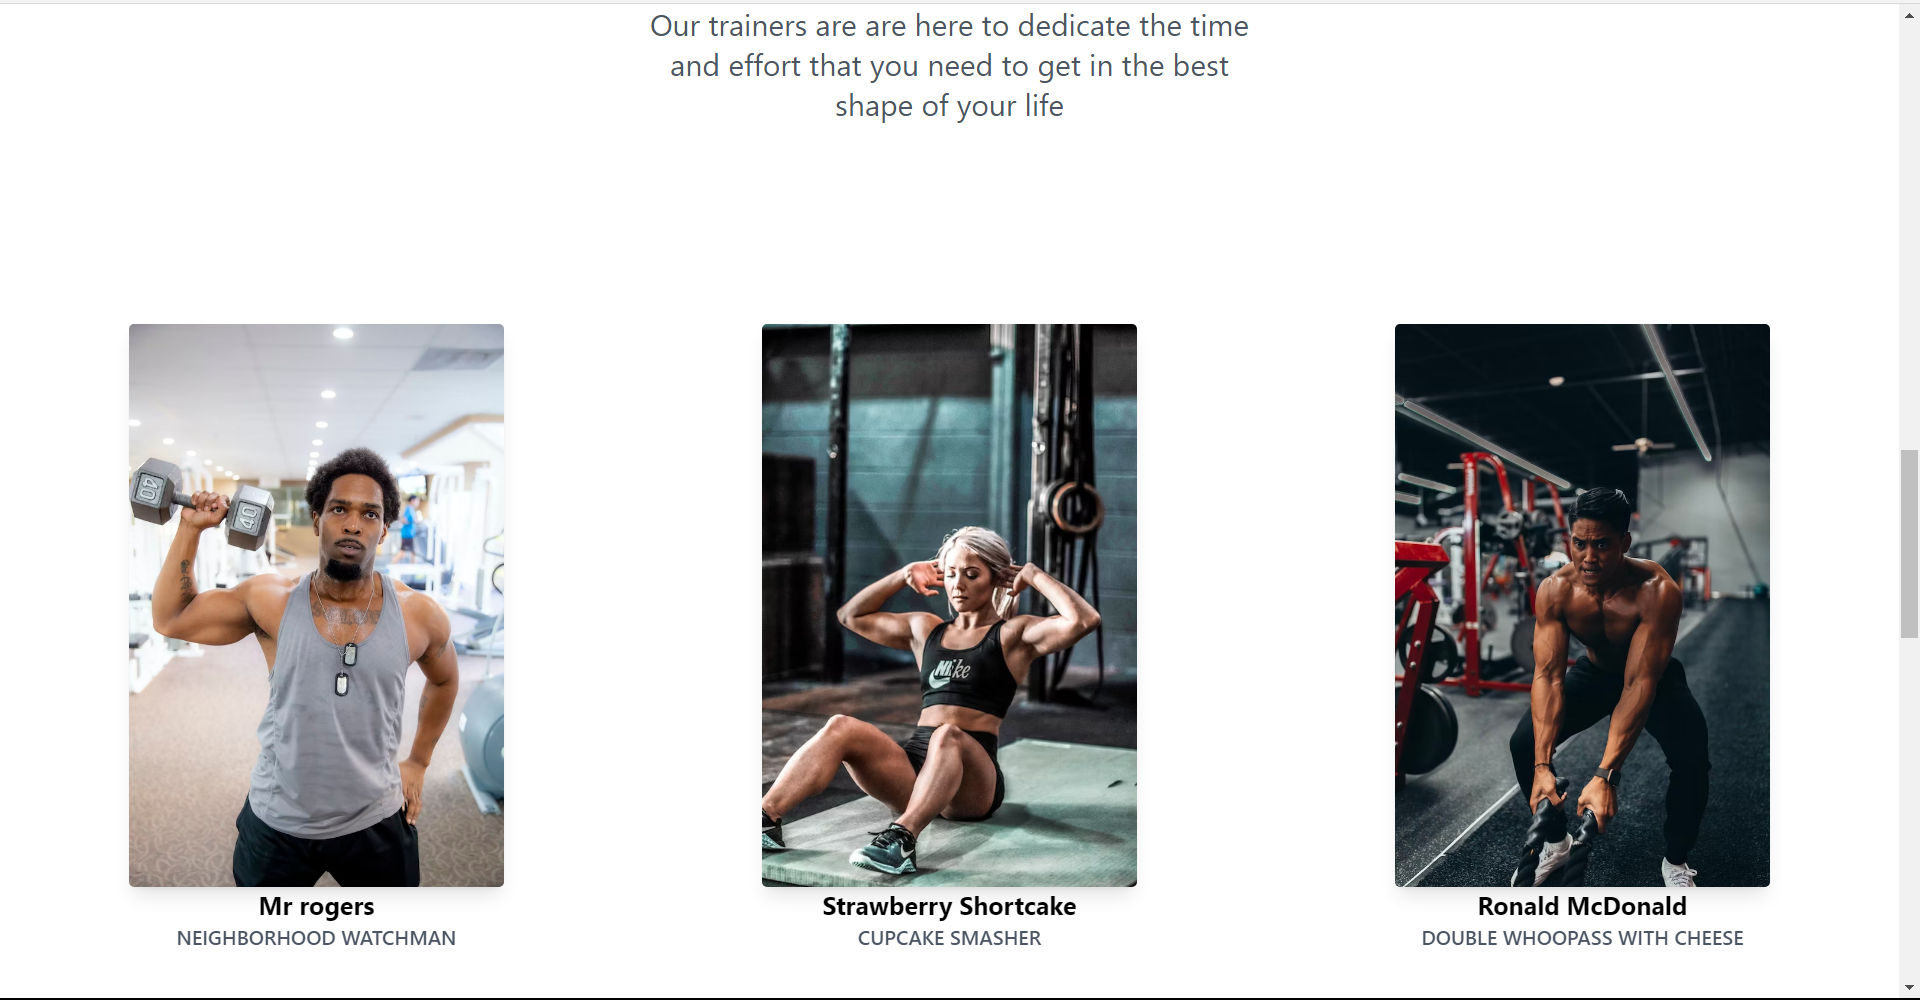 Our trainers are are here to dedicate the time
and effort that you need to get in the best
shape of your life
40
40
Nike
Mr rogers
NEIGHBORHOOD WATCHMAN
Strawberry Shortcake
CUPCAKE SMASHER
Ronald McDonald
DOUBLE WHOOPASS WITH CHEESE